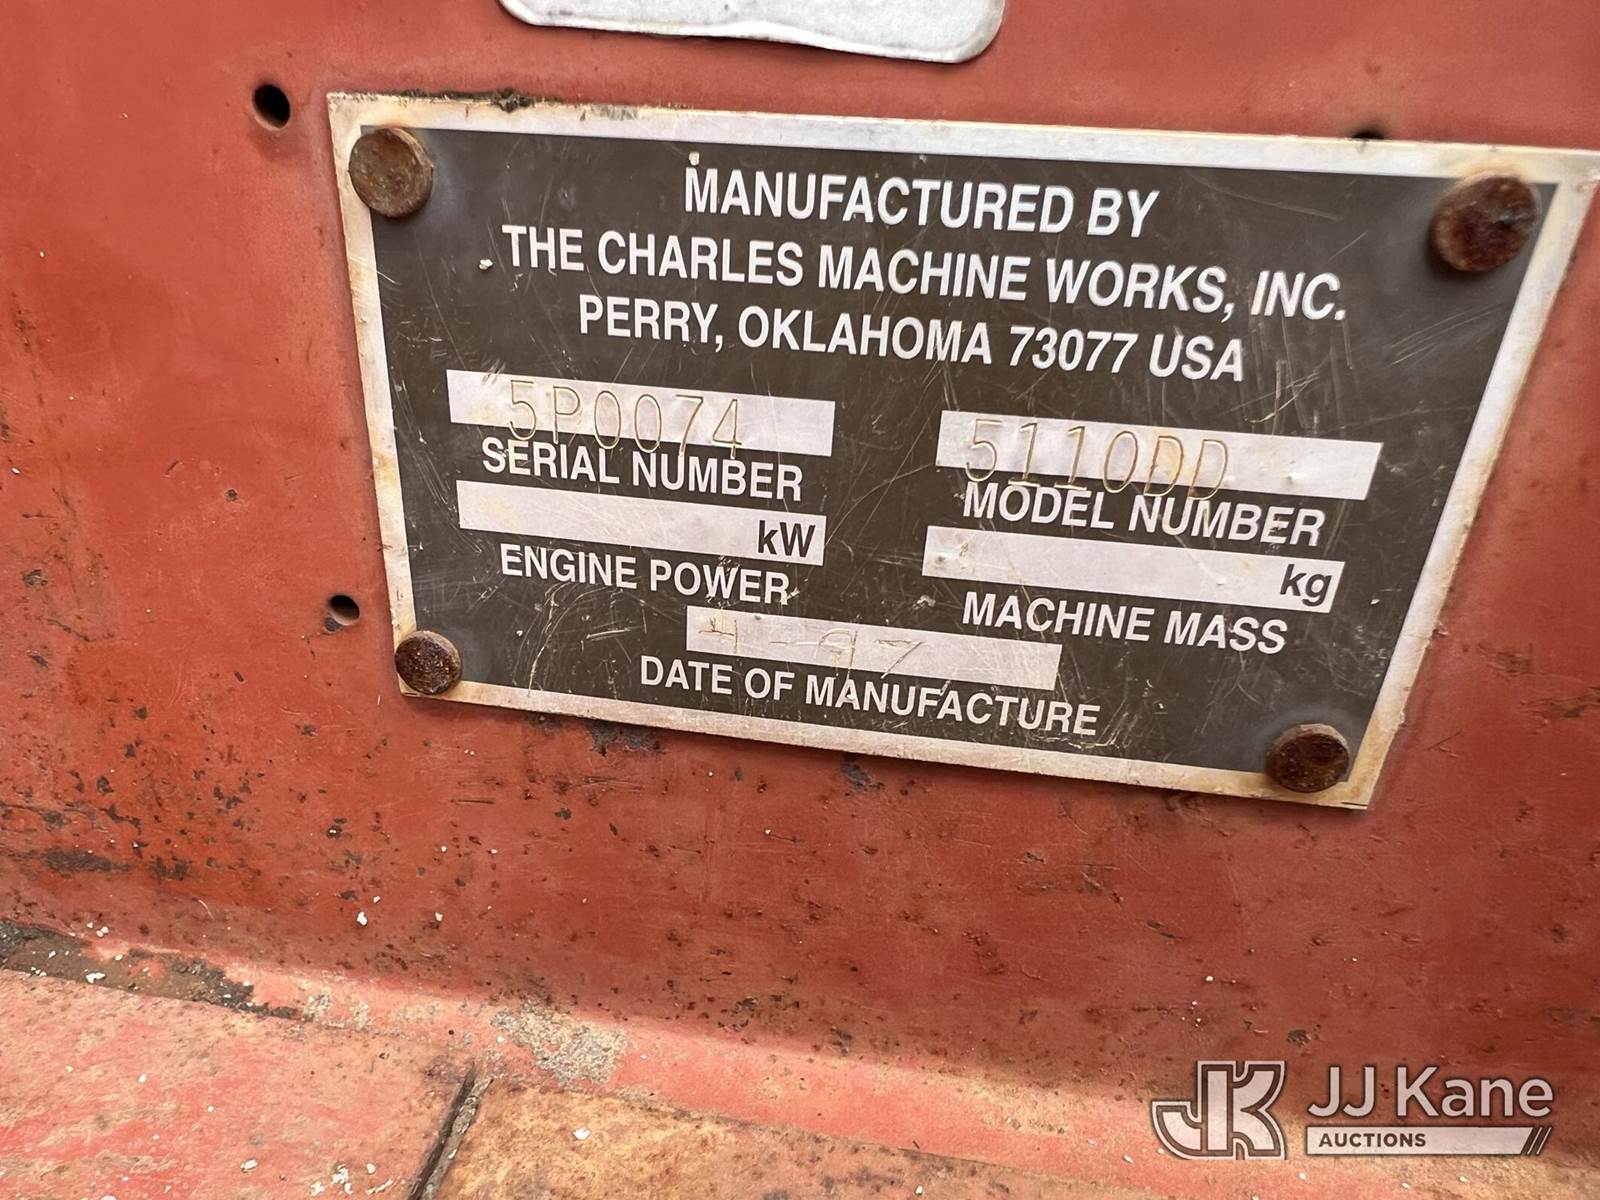 MANUFACTURED BY
THE CHARLES MACHINE WORKS, INC.
PERRY, OKLAHOMA 73077 USA
5P0074
SERIAL NUMBER
5110DD
MODEL NUMBER
kW
ENGINE POWER
kg
MACHINE MASS
4-97
DATE OF MANUFACTURE
JK JJ Kane
AUCTIONS